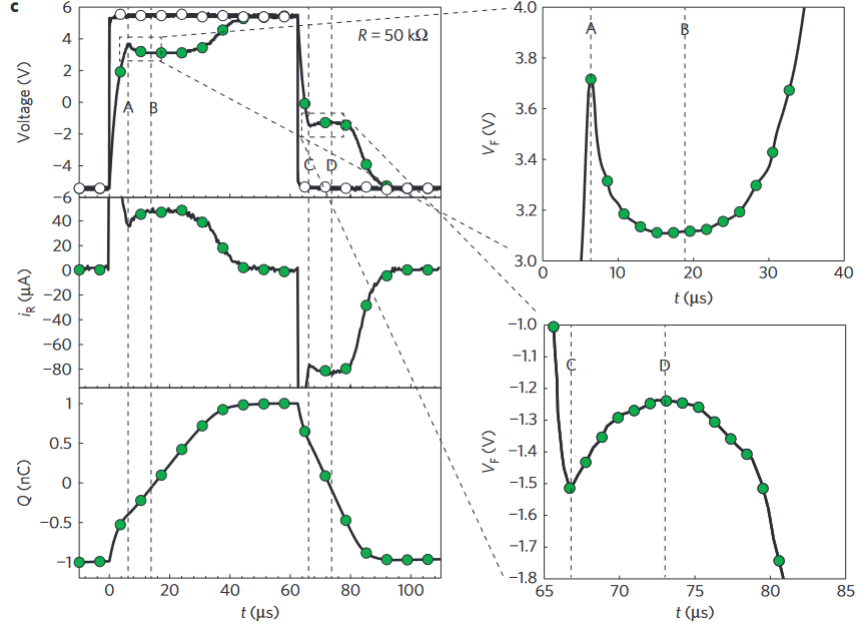 c
R = 50 kΩ
Voltage (V)
6
4
2
0
−2
−4
A
B
C
D
i_R (µA)
6
40
20
0
−20
−40
−60
−80
Q (nC)
1
0.5
0
−0.5
−1
0 20 40 60 80 100
t (µs)
V_F (V)
4.0
3.8
3.6
3.4
3.2
3.0
A
B
0 10 20 30 40
t (µs)
V_F (V)
−1.0
−1.1
−1.2
−1.3
−1.4
−1.5
−1.6
−1.7
−1.8
C
D
65 70 75 80 85
t (µs)